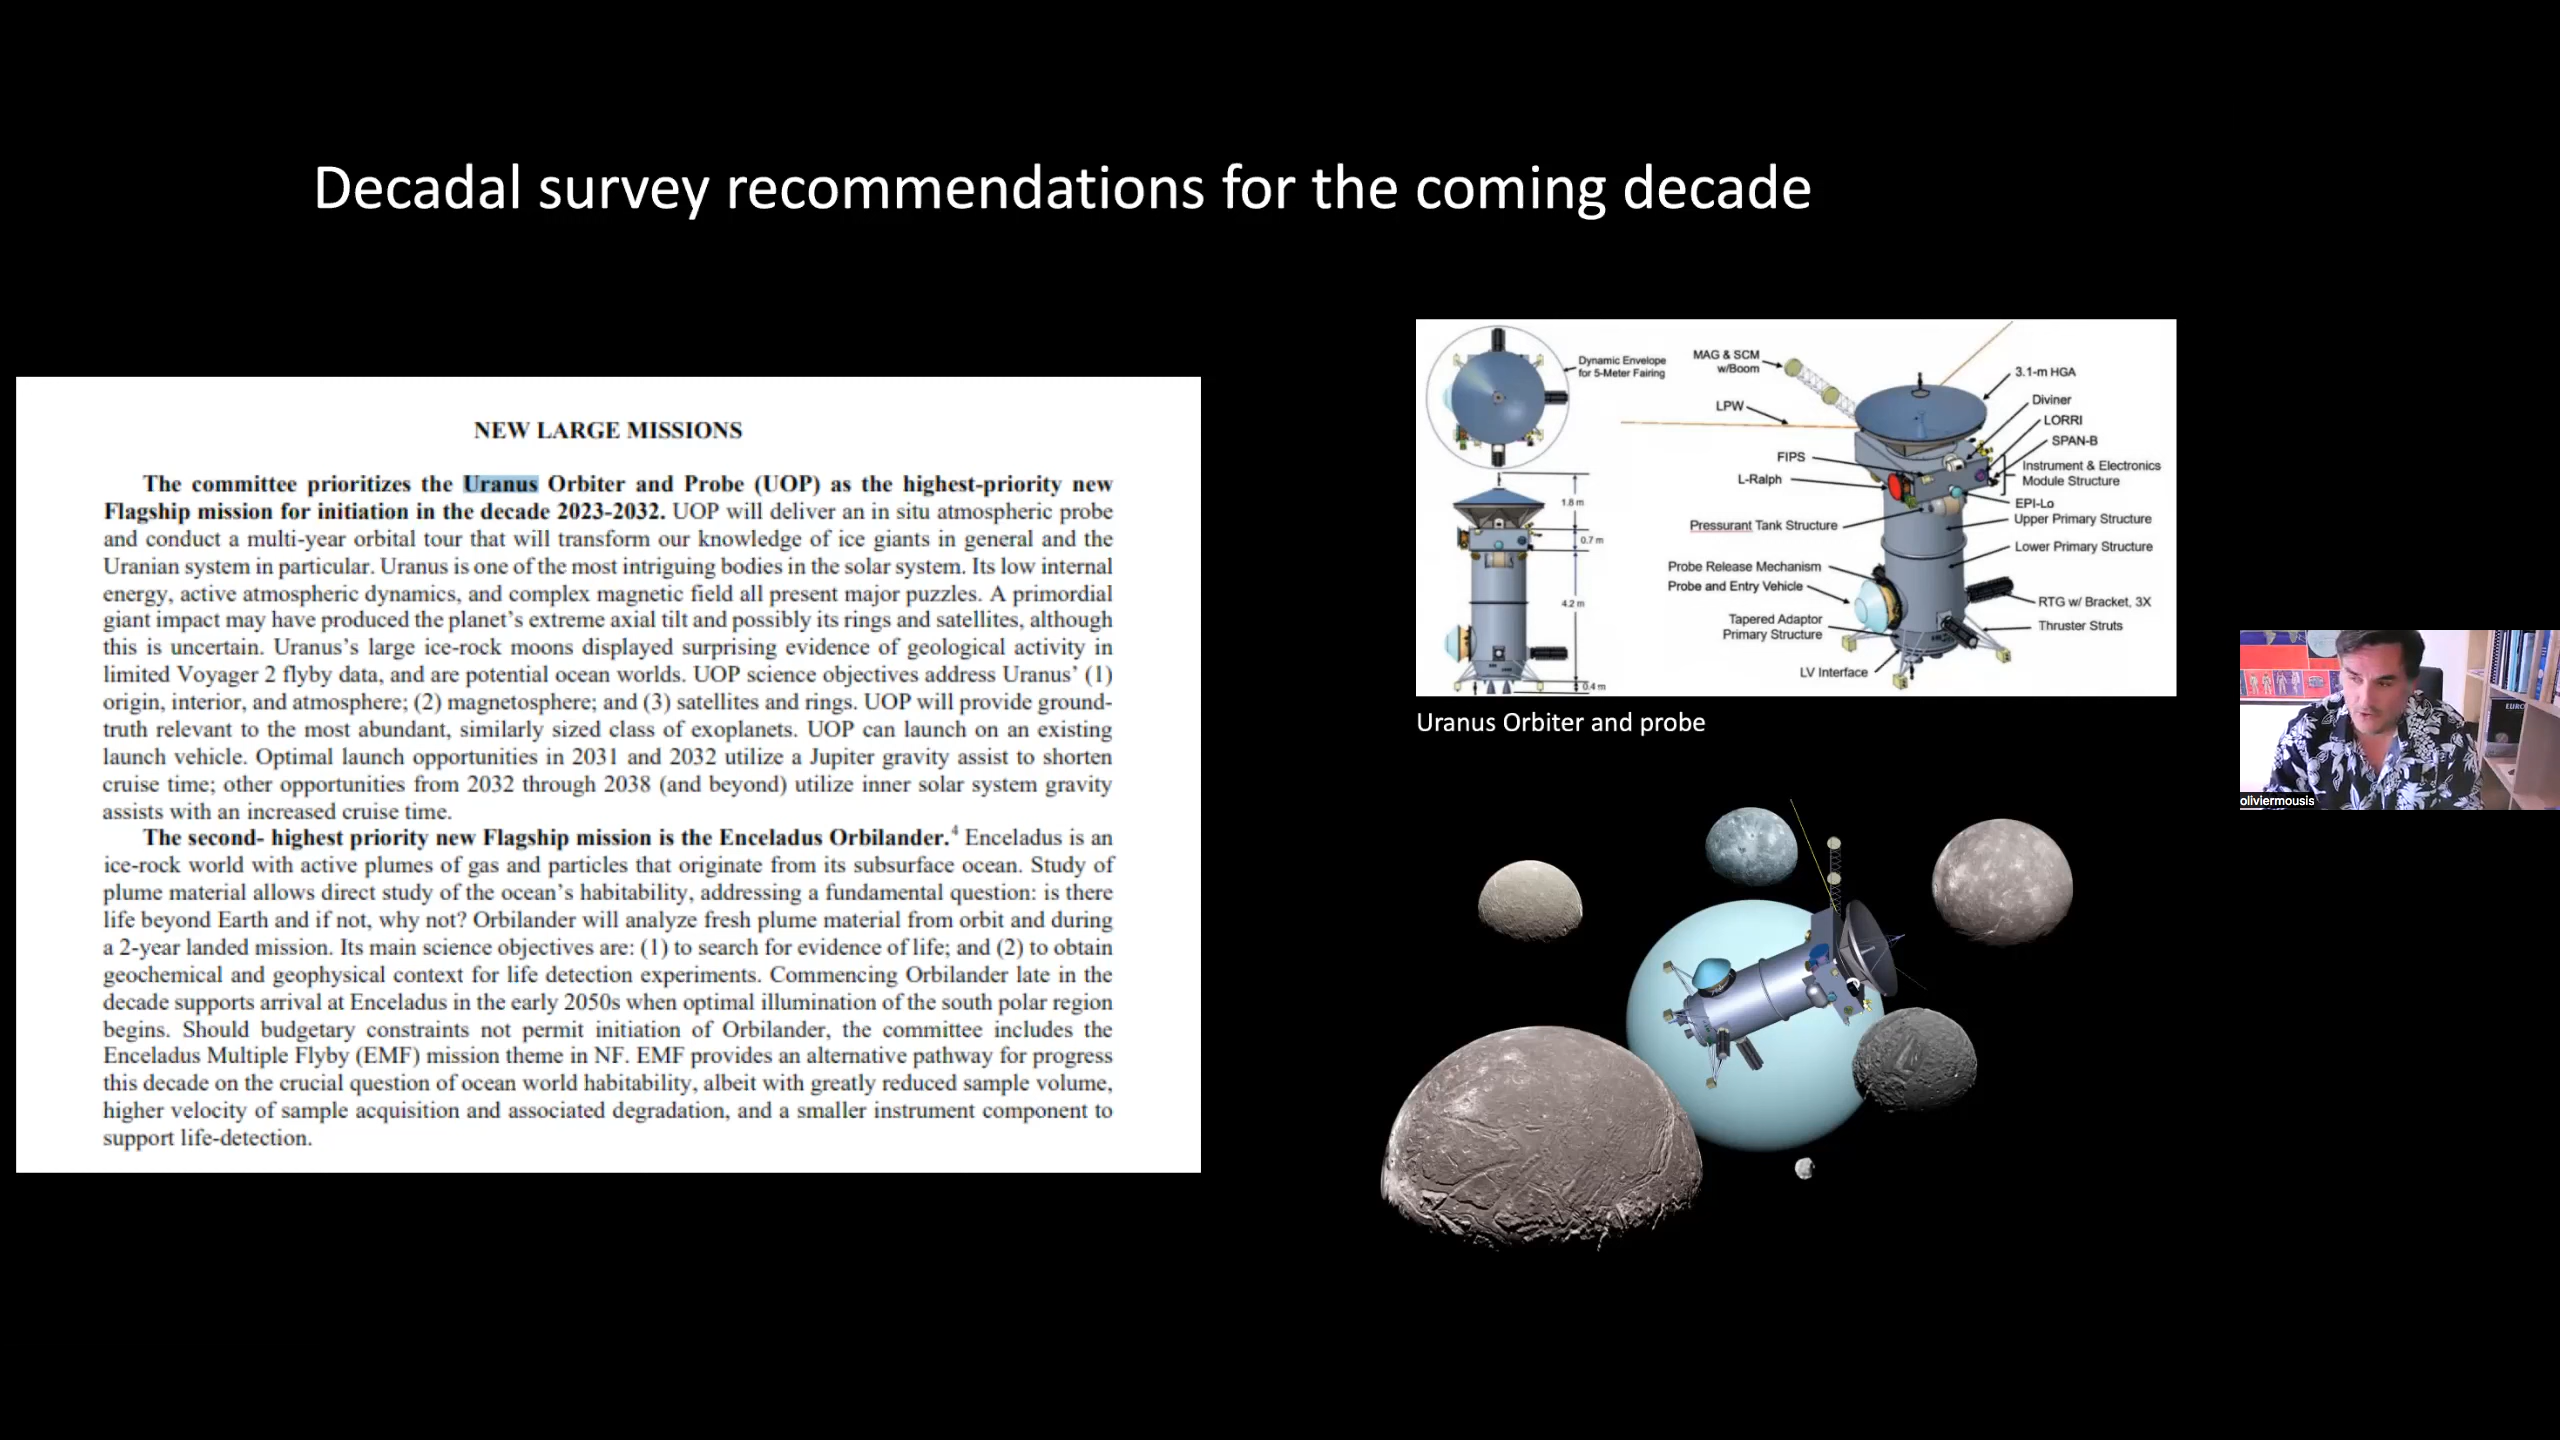 Decadal survey recommendations for the coming decade
NEW LARGE MISSIONS
The committee prioritizes the Uranus Orbiter and Probe (UOP) as the highest-priority new
Flagship mission for initiation in the decade 2023-2032. UOP will deliver an in situ atmospheric probe
and conduct a multi-year orbital tour that will transform our knowledge of ice giants in general and the
Uranian system in particular. Uranus is one of the most intriguing bodies in the solar system. Its low internal
energy, active atmospheric dynamics, and complex magnetic field all present major puzzles. A primordial
giant impact may have produced the planet's extreme axial tilt and possibly its rings and satellites, although
this is uncertain. Uranus's large ice-rock moons displayed surprising evidence of geological activity in
limited Voyager 2 flyby data, and are potential ocean worlds. UOP science objectives address Uranus' (1)
origin, interior, and atmosphere; (2) magnetosphere; and (3) satellites and rings. UOP will provide ground-
truth relevant to the most abundant, similarly sized class of exoplanets. UOP can launch on an existing
launch vehicle. Optimal launch opportunities in 2031 and 2032 utilize a Jupiter gravity assist to shorten
cruise time; other opportunities from 2032 through 2038 (and beyond) utilize inner solar system gravity
assists with an increased cruise time.
The second- highest priority new Flagship mission is the Enceladus Orbilander.4 Enceladus is an
ice-rock world with active plumes of gas and particles that originate from its subsurface ocean. Study of
plume material allows direct study of the ocean's habitability, addressing a fundamental question: is there
life beyond Earth and if not, why not? Orbilander will analyze fresh plume material from orbit and during
a 2-year landed mission. Its main science objectives are: (1) to search for evidence of life; and (2) to obtain
geochemical and geophysical context for life detection experiments. Commencing Orbilander late in the
decade supports arrival at Enceladus in the early 2050s when optimal illumination of the south polar region
begins. Should budgetary constraints not permit initiation of Orbilander, the committee includes the
Enceladus Multiple Flyby (EMF) mission theme in NF. EMF provides an alternative pathway for progress
this decade on the crucial question of ocean world habitability, albeit with greatly reduced sample volume,
higher velocity of sample acquisition and associated degradation, and a smaller instrument component to
support life-detection.
Dynamic Envelope
for 5-Meter Fairing
1.8 m
0.7 m
4.2 m
0.4 m
MAG & SCM
w/Boom
LPW
FIPS
L-Ralph
Pressurant Tank Structure
Probe Release Mechanism
Probe and Entry Vehicle
Tapered Adaptor
Primary Structure
LV Interface
3.1-m HGA
Diviner
LORRI
SPAN-B
Instrument & Electronics
Module Structure
EPI-Lo
Upper Primary Structure
Lower Primary Structure
RTG w/ Bracket, 3X
Thruster Struts
Uranus Orbiter and probe
EURO
oliviermousis